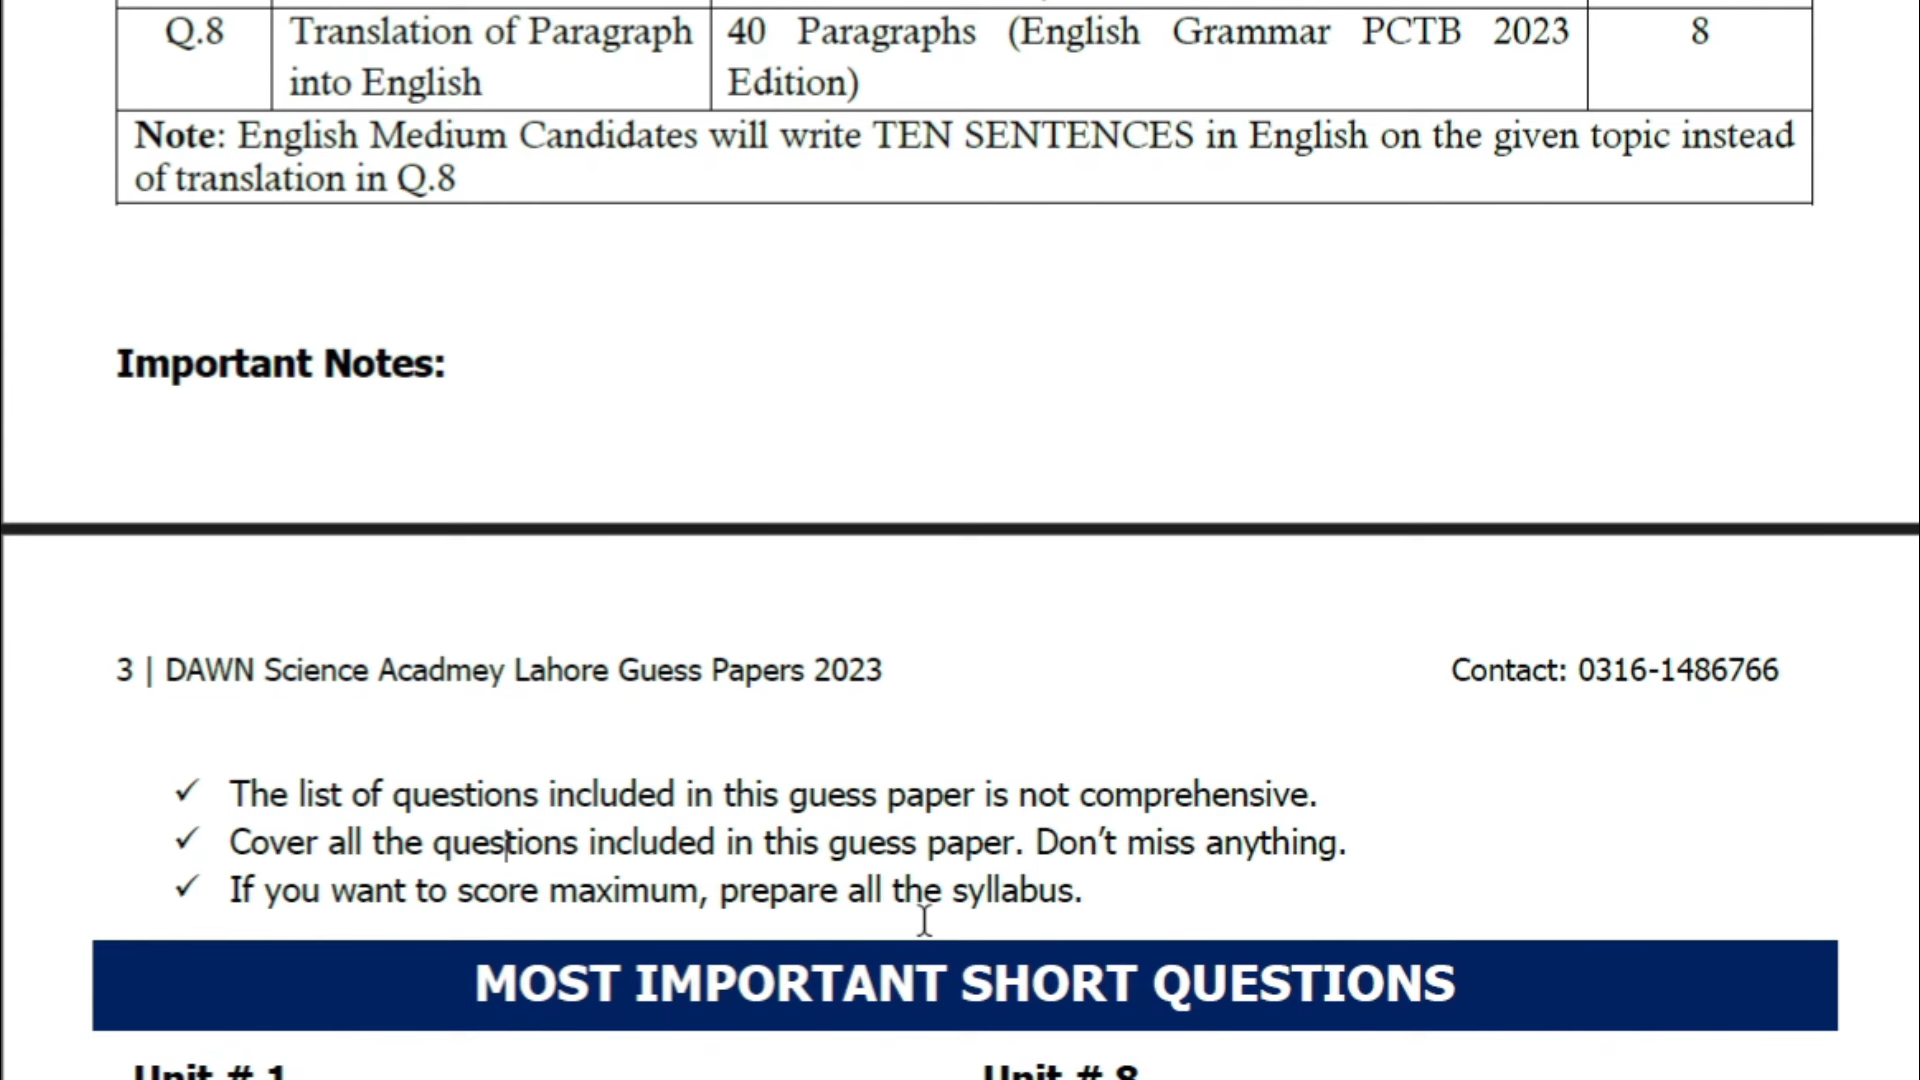 Q.8 Translation of Paragraph 40 Paragraphs (English Grammar PCTB 2023 8
into English Edition)
Note: English Medium Candidates will write TEN SENTENCES in English on the given topic instead
of translation in Q.8
Important Notes:
3 | DAWN Science Acadmey Lahore Guess Papers 2023 Contact: 0316-1486766
✓ The list of questions included in this guess paper is not comprehensive.
✓ Cover all the questions included in this guess paper. Don’t miss anything.
✓ If you want to score maximum, prepare all the syllabus.
MOST IMPORTANT SHORT QUESTIONS
Unit # 1 Unit # 8